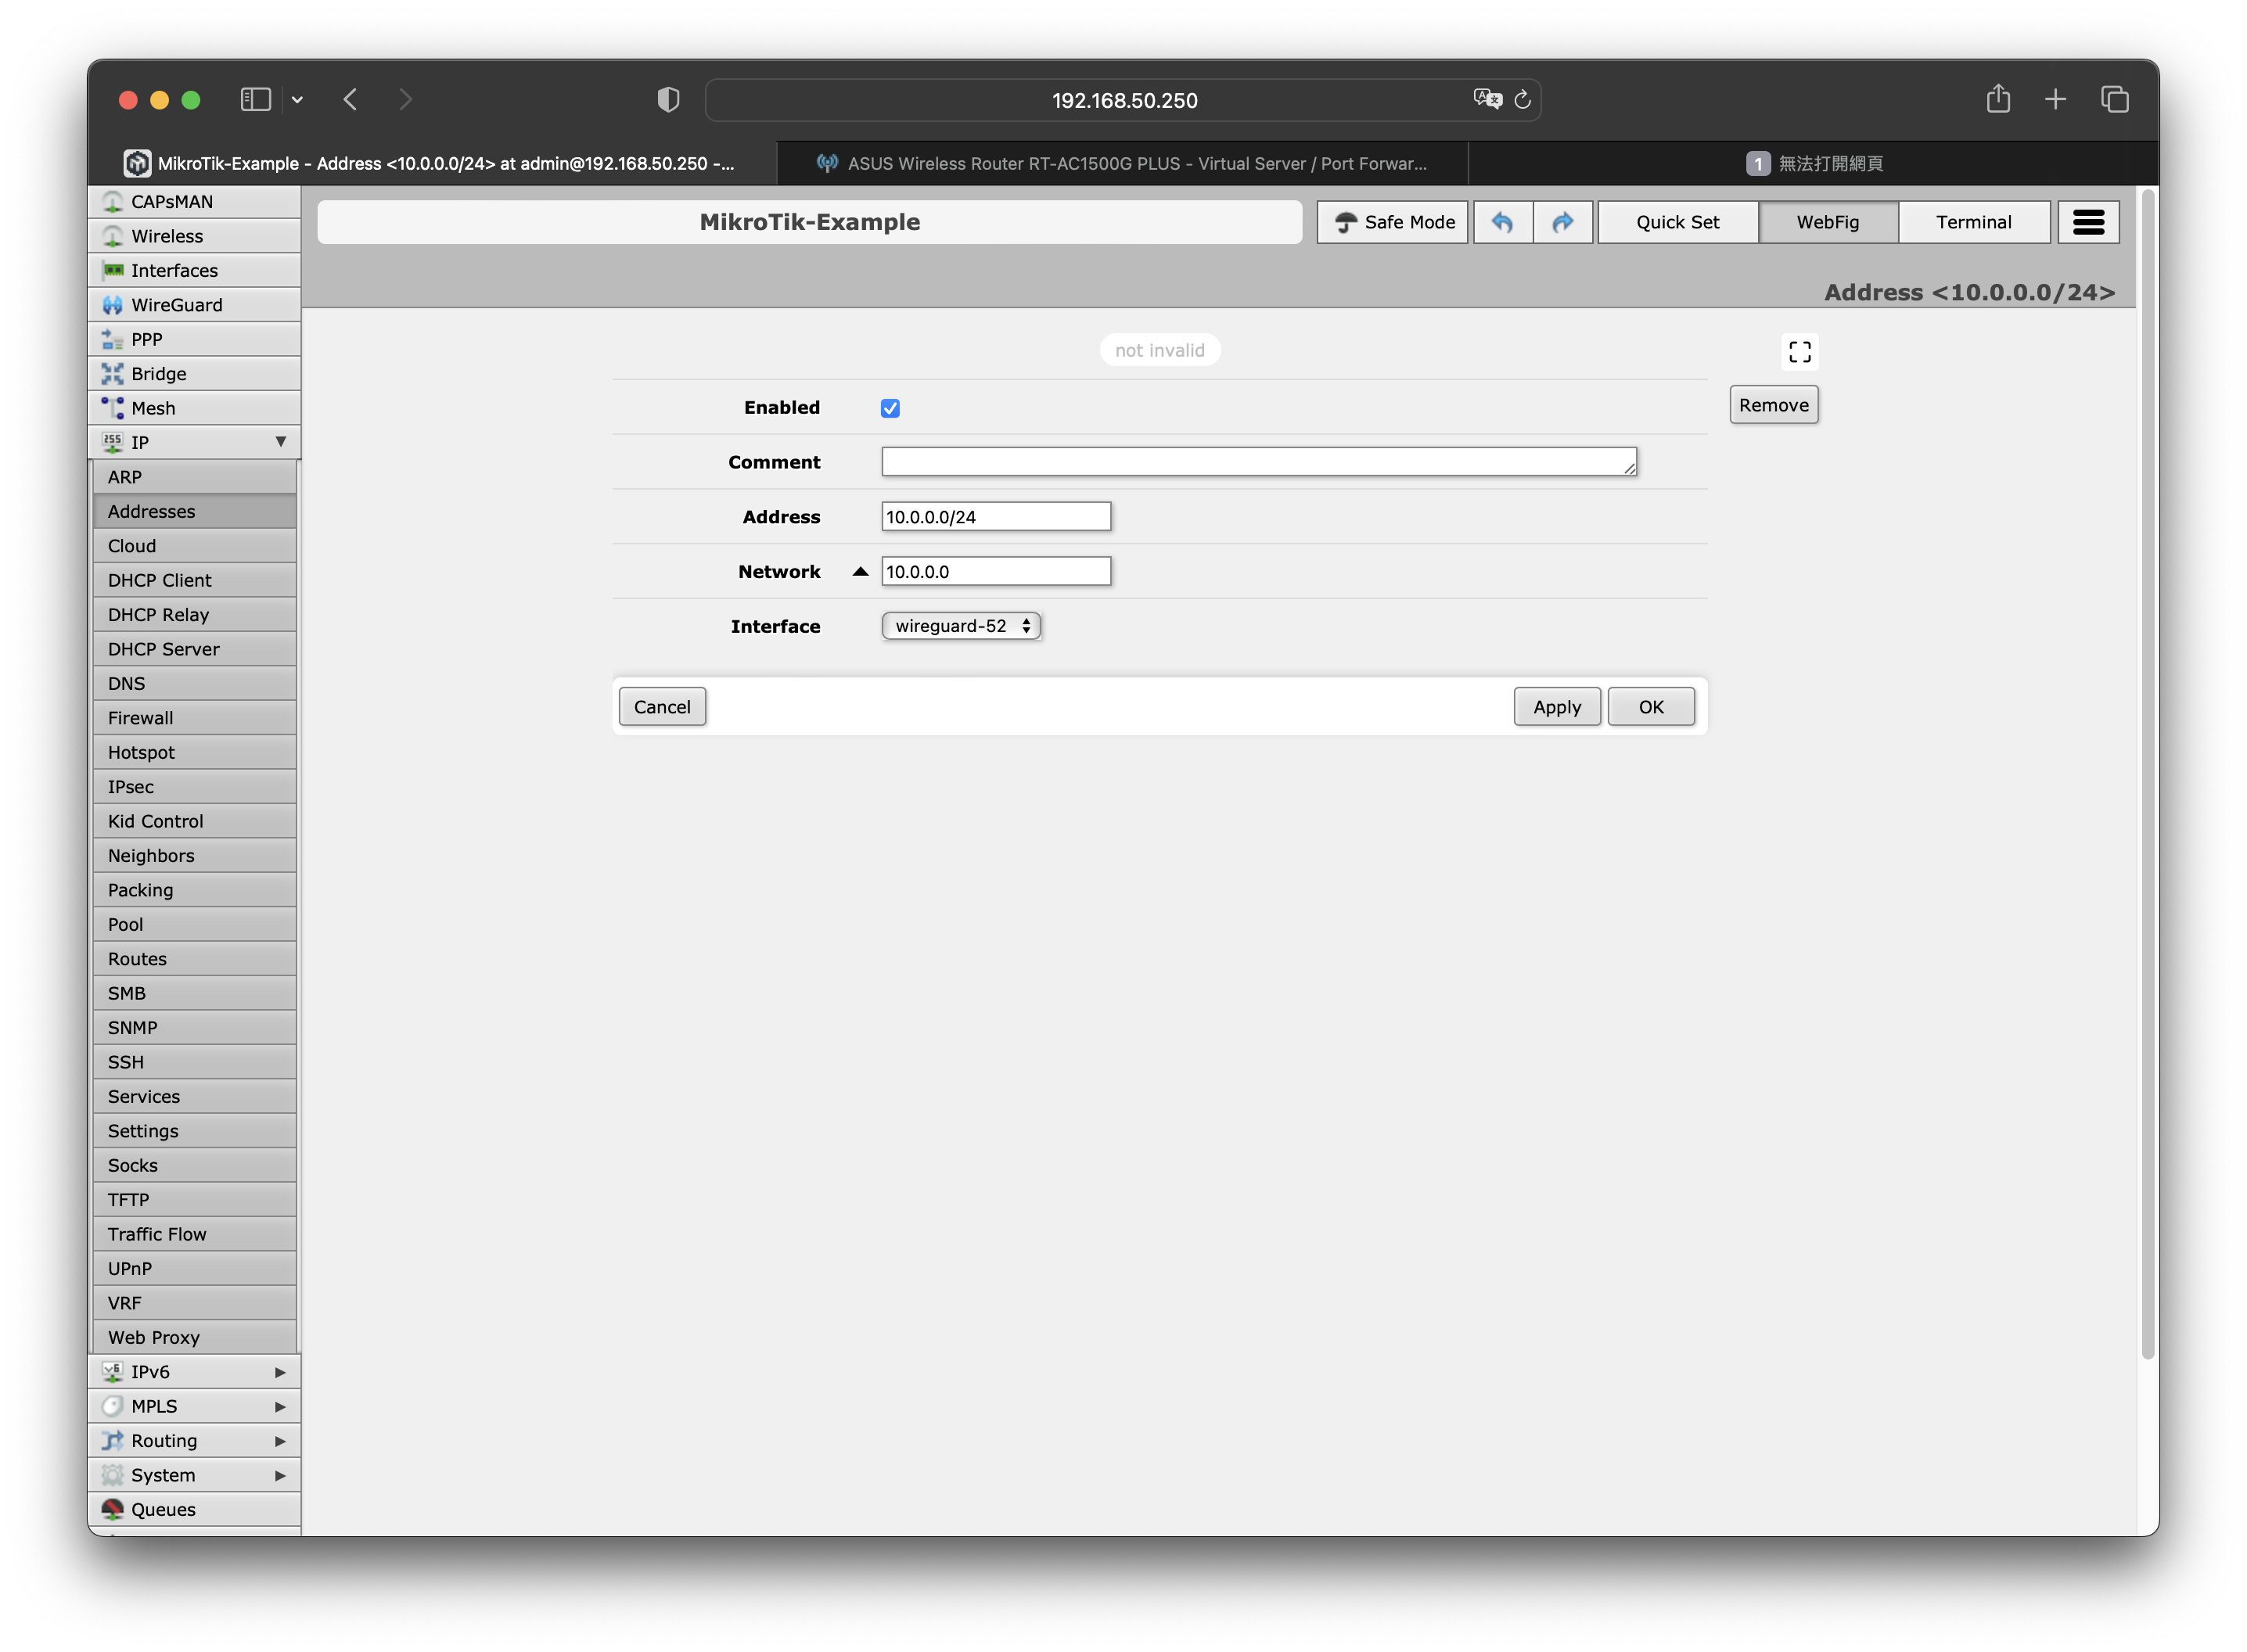 192.168.50.250
MikroTik-Example - Address <10.0.0.0/24> at admin@192.168.50.250 -...
ASUS Wireless Router RT-AC1500G PLUS - Virtual Server / Port Forwar...
1 無法打開網頁
CAPsMAN
Wireless
Interfaces
WireGuard
PPP
Bridge
Mesh
255 IP
ARP
Addresses
Cloud
DHCP Client
DHCP Relay
DHCP Server
DNS
Firewall
Hotspot
IPsec
Kid Control
Neighbors
Packing
Pool
Routes
SMB
SNMP
SSH
Services
Settings
Socks
TFTP
Traffic Flow
UPnP
VRF
Web Proxy
v6 IPv6
MPLS
Routing
System
Queues
MikroTik-Example
Safe Mode
Quick Set
WebFig
Terminal
Address <10.0.0.0/24>
not invalid
Enabled
Remove
Comment
Address 10.0.0.0/24
Network 10.0.0.0
Interface wireguard-52
Cancel
Apply
OK